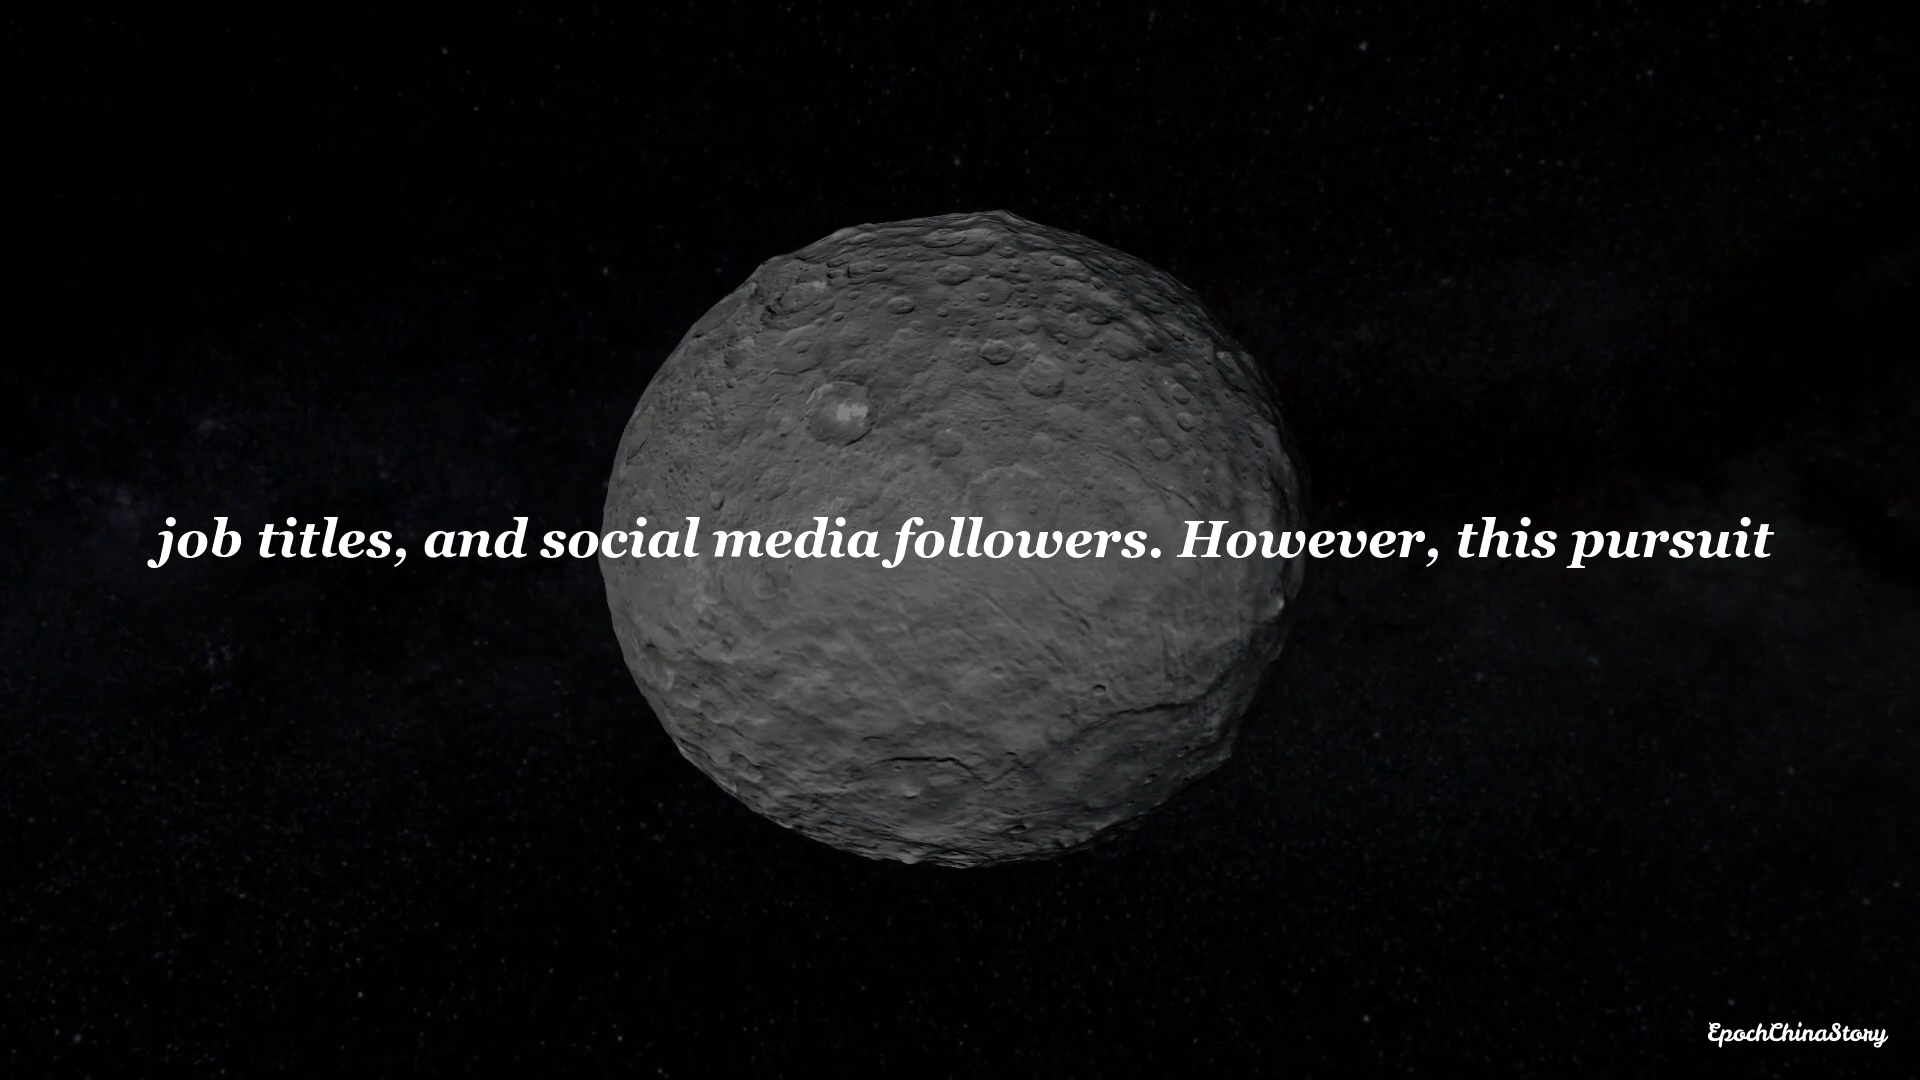 job titles, and social media followers. However, this pursuit
EpochChinaStory